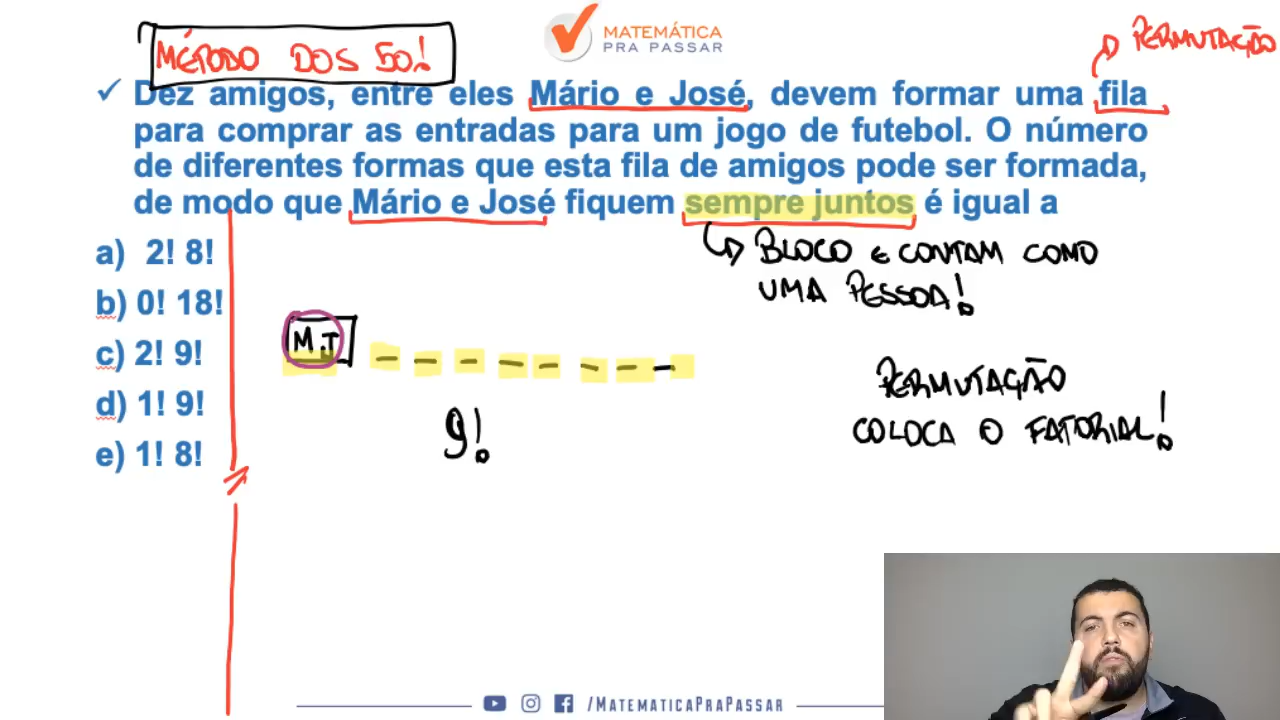 MÉTODO DOS 50!
MATEMÁTICA
PRA PASSAR
PERMUTAÇÃO
✓ Dez amigos, entre eles Mário e José, devem formar uma fila
para comprar as entradas para um jogo de futebol. O número
de diferentes formas que esta fila de amigos pode ser formada,
de modo que Mário e José fiquem sempre juntos é igual a
a) 2! 8!
b) 0! 18!
c) 2! 9!
d) 1! 9!
e) 1! 8!
BLOCO E CONTAM COMO
UMA PESSOA!
M.J
9!
PERMUTAÇÃO
COLOCA O FATORIAL!
/MATEMATICAPRAPASSAR